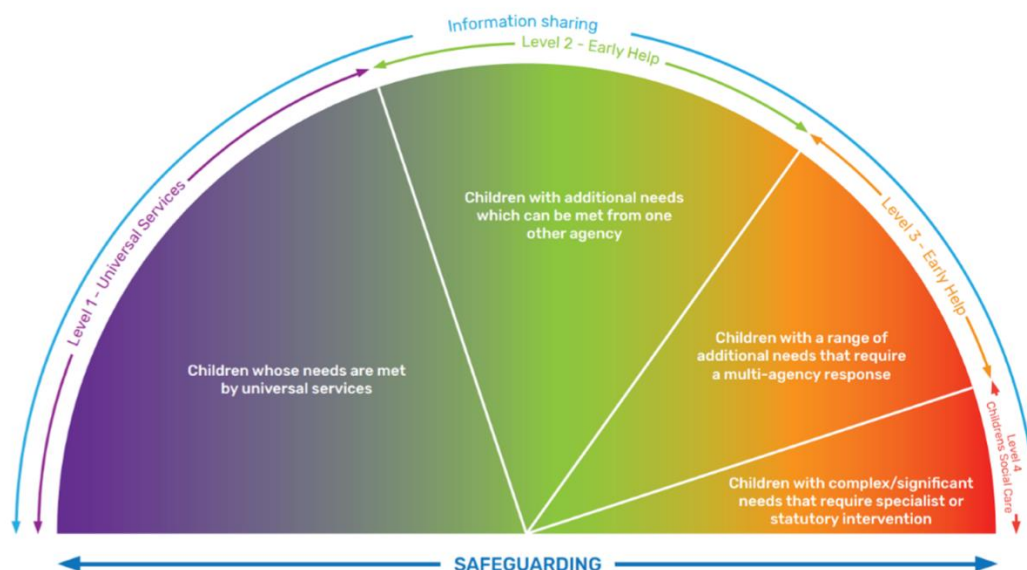 Information sharing
Level 2 - Early Help
Level 1 - Universal Services
Level 3 - Early Help
Level 4
Childrens Social Care
Children with additional needs
which can be met from one
other agency
Children whose needs are met
by universal services
Children with a range of
additional needs that require
a multi-agency response
Children with complex/significant
needs that require specialist or
statutory intervention
SAFEGUARDING